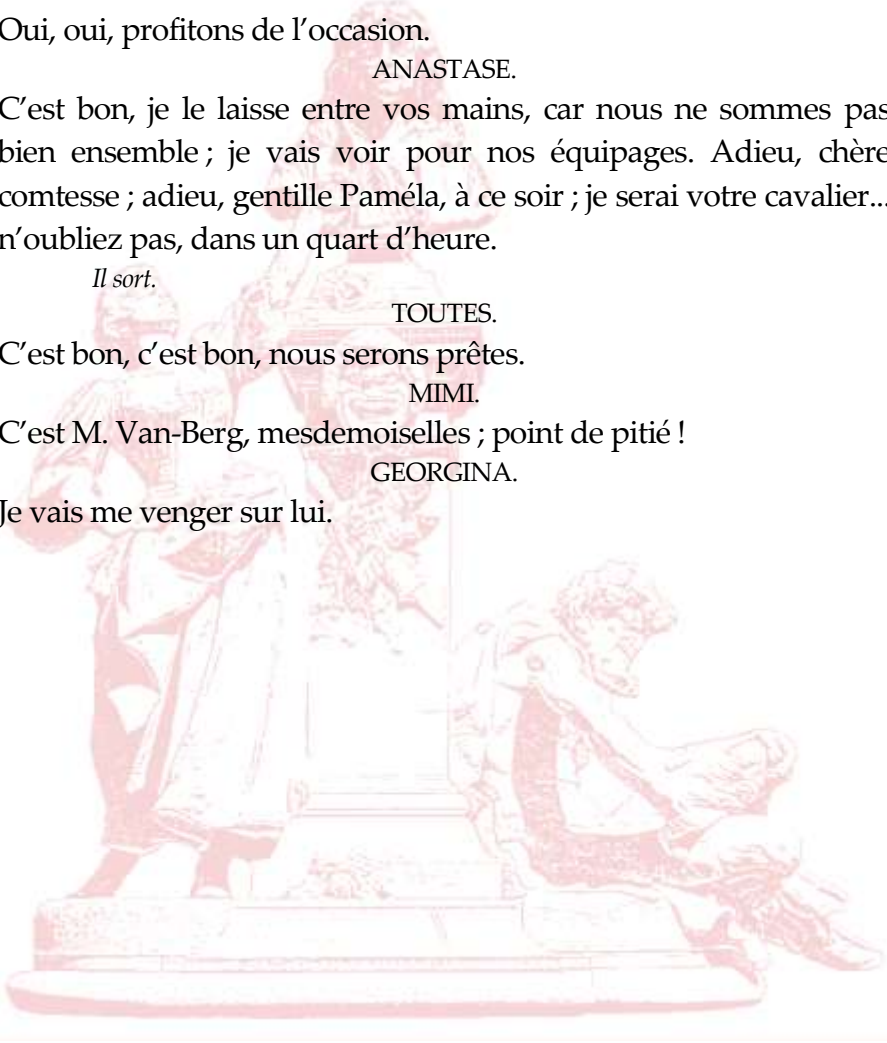 Oui, oui, profitons de l’occasion.
ANASTASE.
C’est bon, je le laisse entre vos mains, car nous ne sommes pas
bien ensemble ; je vais voir pour nos équipages. Adieu, chère
comtesse ; adieu, gentille Paméla, à ce soir ; je serai votre cavalier...
n’oubliez pas, dans un quart d’heure.
Il sort.
TOUTES.
C’est bon, c’est bon, nous serons prêtes.
MIMI.
C’est M. Van-Berg, mesdemoiselles ; point de pitié !
GEORGINA.
Je vais me venger sur lui.